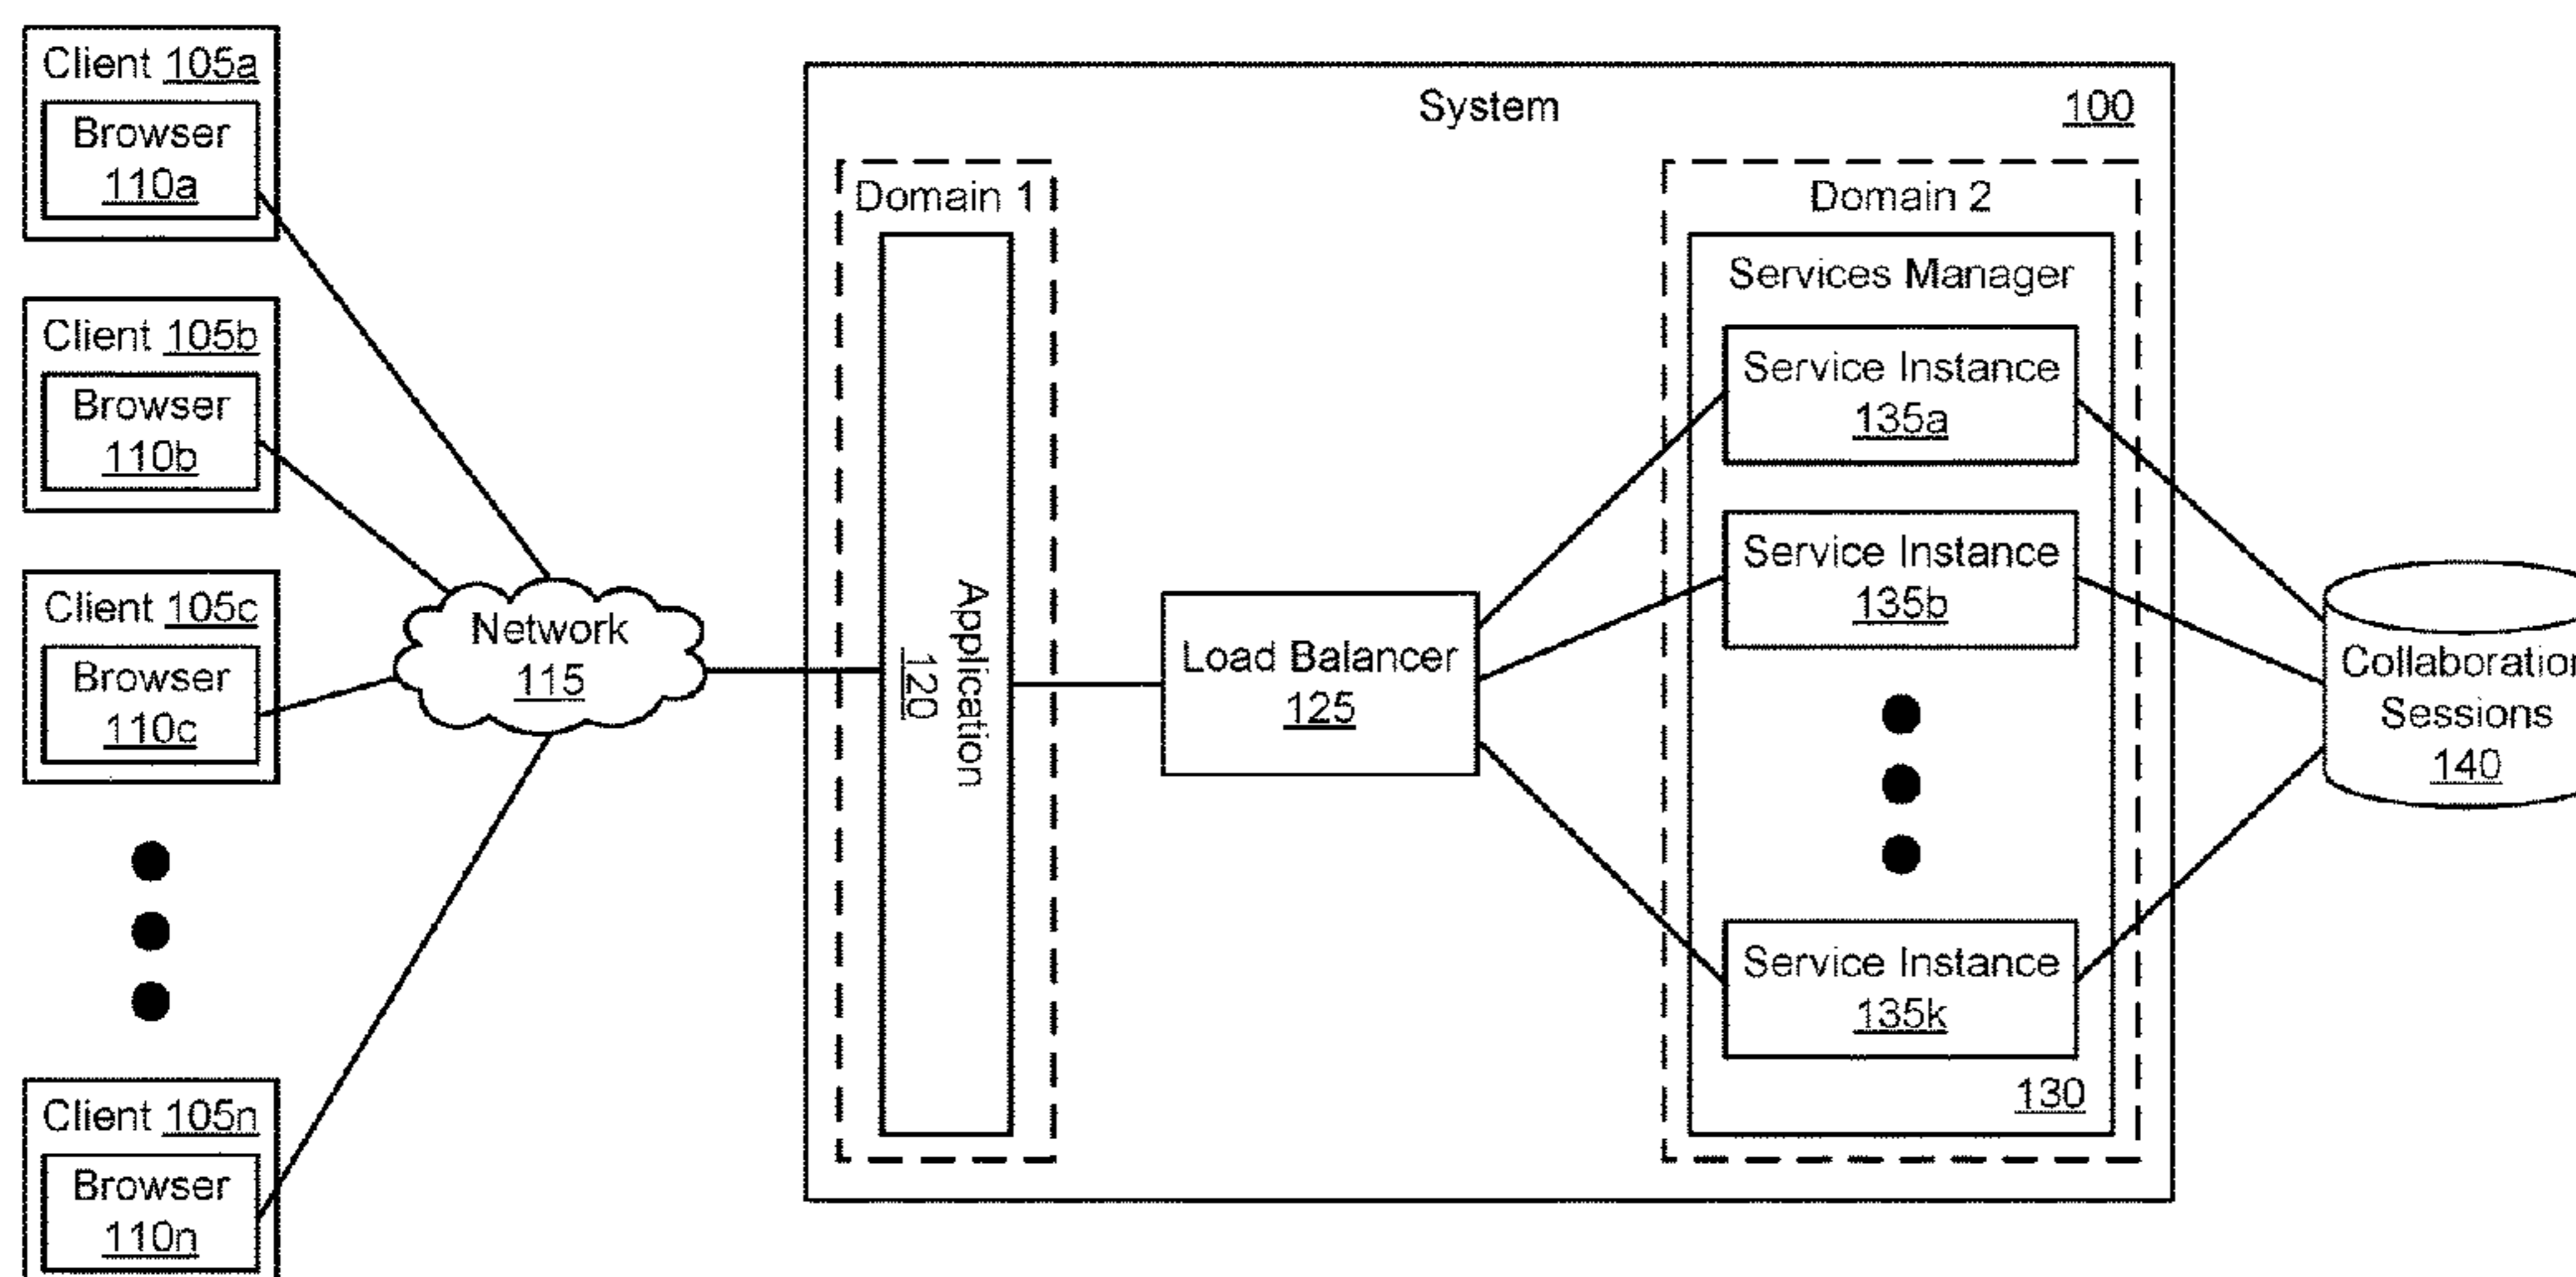 Client 105a
Browser
110a
Client 105b
Browser
110b
Client 105c
Browser
110c
Client 105n
Browser
110n
Network
115
System
100
Domain 1
Application
120
Load Balancer
125
Domain 2
Services Manager
Service Instance
135a
Service Instance
135b
Service Instance
135k
130
Collaboration
Sessions
140